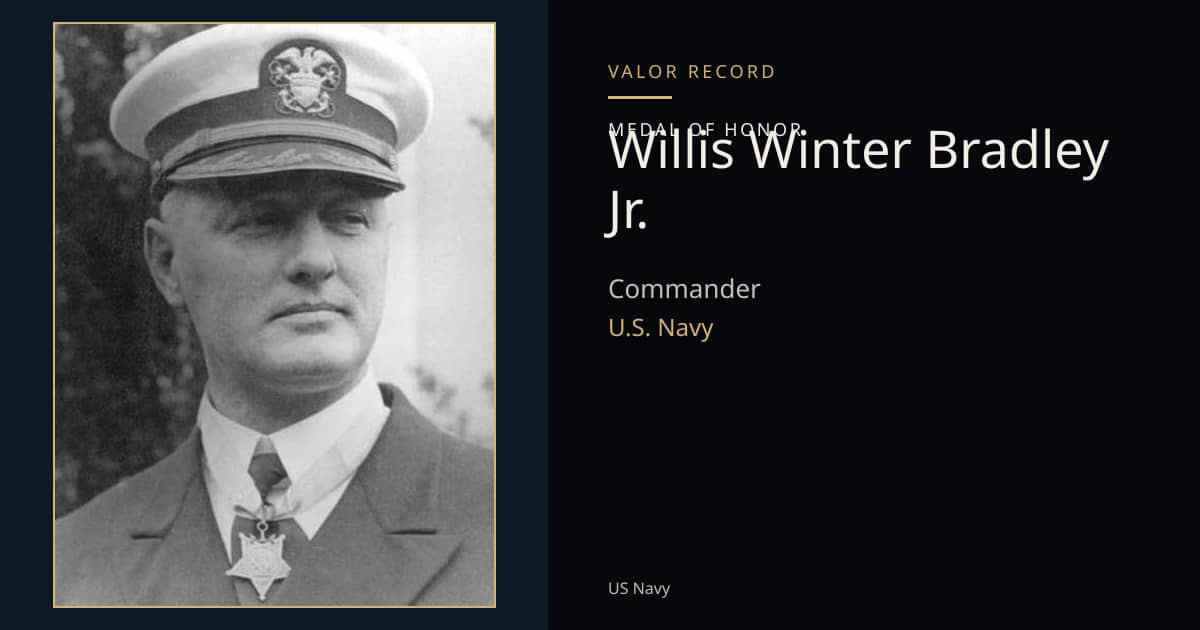 VALOR RECORD
MEDAL OF HONOR
Willis Winter Bradley
Jr.
Commander
U.S. Navy
US Navy